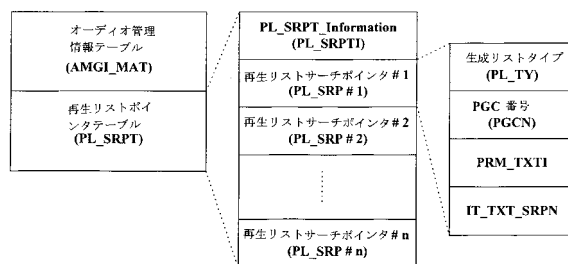 オーディオ管理
情報テーブル
(AMGI_MAT)
再生リストポイ
ンタテーブル
(PL_SRPT)
PL_SRPT_Information
(PL_SRPTI)
再生リストサーチポインタ#1
(PL_SRP#1)
再生リストサーチポインタ#2
(PL_SRP#2)
再生リストサーチポインタ#n
(PL_SRP#n)
生成リストタイプ
(PL_TY)
PGC 番号
(PGCN)
PRM_TXTI
IT_TXT_SRPN